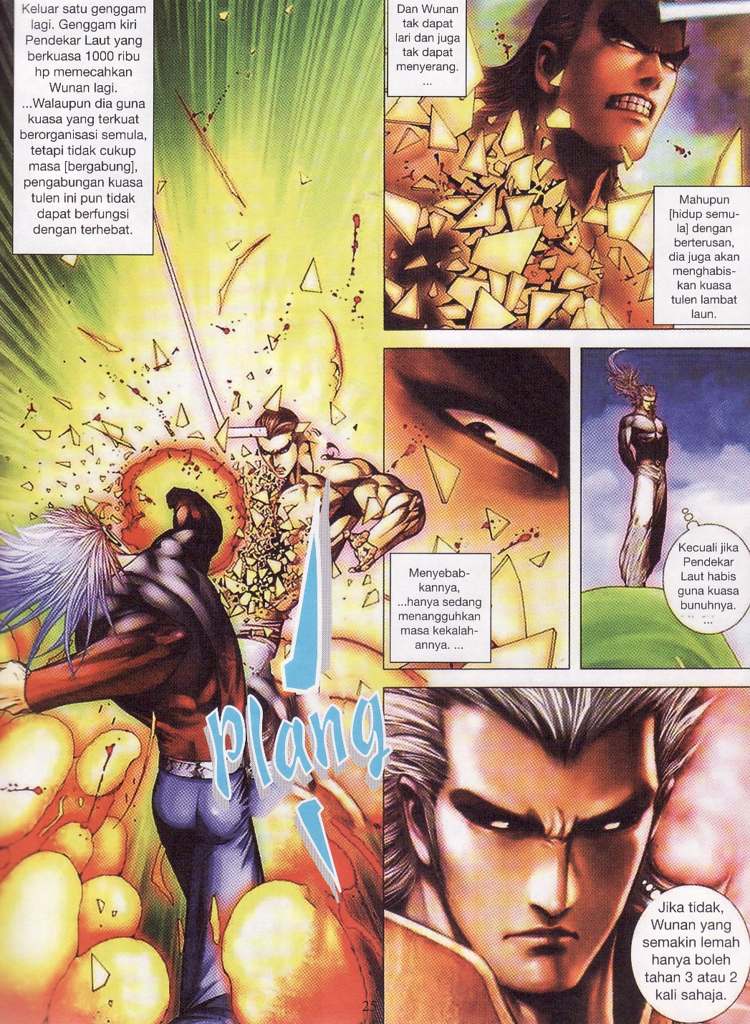 Keluar satu genggam
lagi. Genggam kiri
Pendekar Laut yang
berkuasa 1000 ribu
hp memecahkan
Wunan lagi.
...Walaupun dia guna
kuasa yang terkuat
berorganisasi semula,
tetapi tidak cukup
masa [bergabung],
pengabungan kuasa
tulen ini pun tidak
dapat berfungsi
dengan terhebat.
Dan Wunan
tak dapat
lari dan juga
tak dapat
menyerang.
...
Mahupun
[hidup semu-
la] dengan
berterusan,
dia juga akan
menghabis-
kan kuasa
tulen lambat
laun.
Menyebab-
kannya,
...hanya sedang
menangguhkan
masa kekalah-
annya. ...
Kecuali jika
Pendekar
Laut habis
guna kuasa
bunuhnya.
...
Plang
!
Jika tidak,
Wunan yang
semakin lemah
hanya boleh
tahan 3 atau 2
kali sahaja.
25